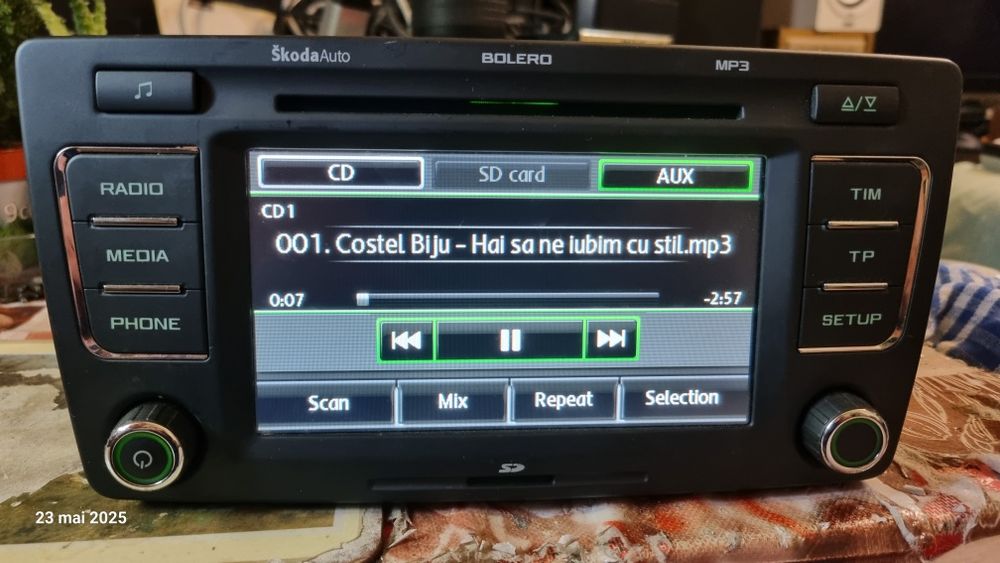 ŠkodaAuto BOLERO MP3
RADIO
MEDIA
PHONE
CD SD card AUX
CD1
001. Costel Biju - Hai sa ne iubim cu stil.mp3
0:07 -2:57
Scan Mix Repeat Selection
TIM
TP
SETUP
SD
23 mai 2025